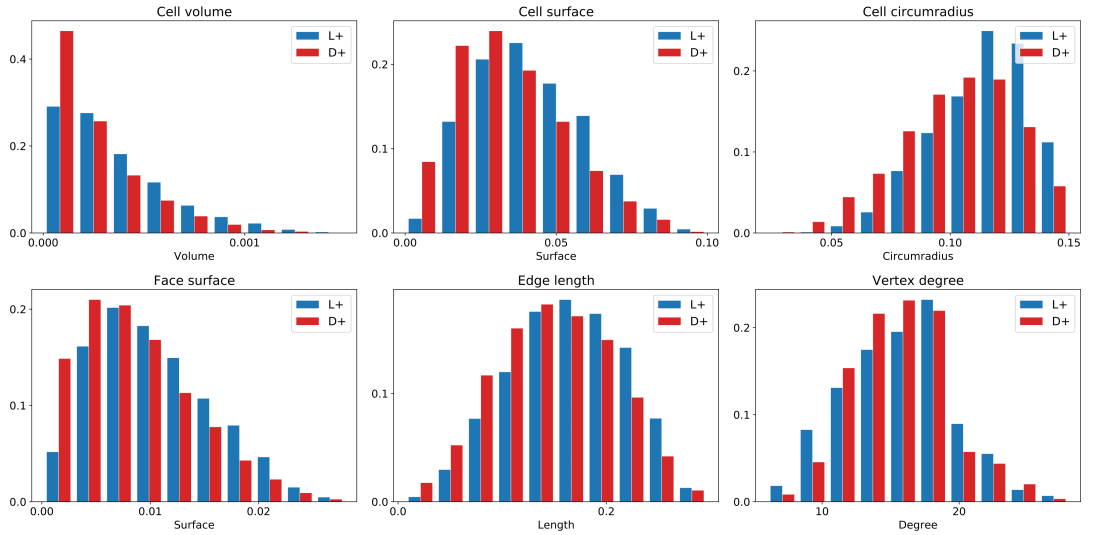 Cell volume
L+
D+
0.4
0.2
0.0
0.000
0.001
Volume
Cell surface
L+
D+
0.2
0.1
0.0
0.00
0.05
0.10
Surface
Cell circumradius
L+
D+
0.2
0.1
0.0
0.05
0.10
0.15
Circumradius
Face surface
L+
D+
0.2
0.1
0.0
0.00
0.01
0.02
Surface
Edge length
L+
D+
0.1
0.0
0.0
0.2
Length
Vertex degree
L+
D+
0.2
0.1
0.0
10
20
Degree